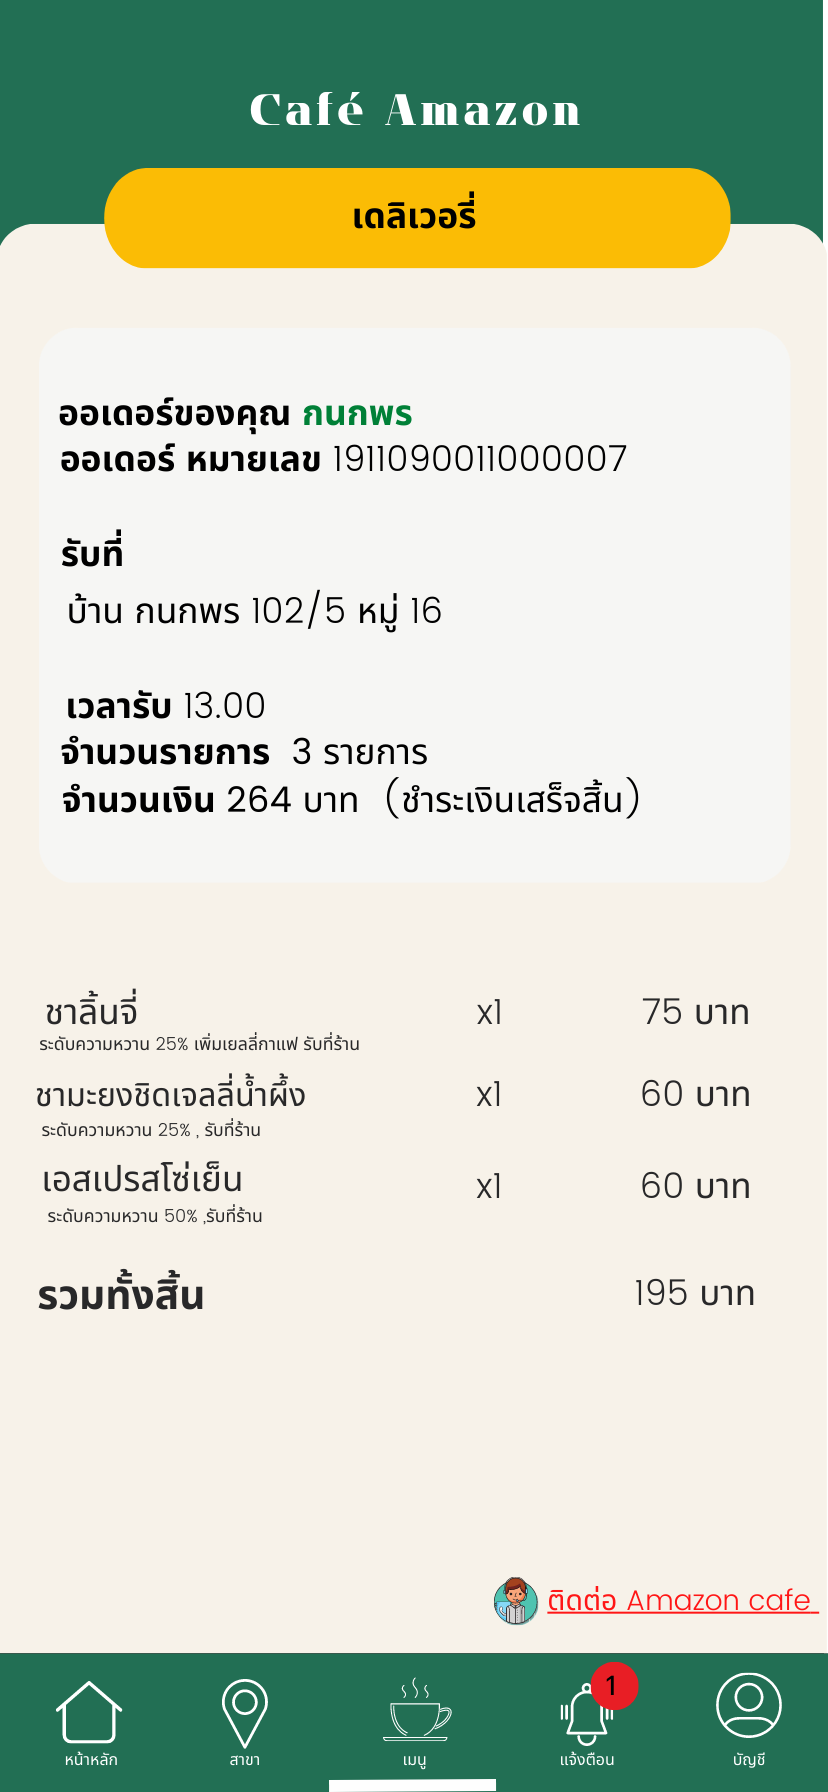 Café Amazon
เดลิเวอรี่
ออเดอร์ของคุณ กนกพร
ออเดอร์ หมายเลข 1911090011000007
รับที่
บ้าน กนกพร 102/5 หมู่ 16
เวลารับ 13.00
จำนวนรายการ 3 รายการ
จำนวนเงิน 264 บาท (ชำระเงินเสร็จสิ้น)
ชาลิ้นจี่ x1 75 บาท
ระดับความหวาน 25% เพิ่มเยลลี่กาแฟ รับที่ร้าน
ชามะยงชิดเจลลี่น้ำผึ้ง x1 60 บาท
ระดับความหวาน 25% , รับที่ร้าน
เอสเปรสโซ่เย็น x1 60 บาท
ระดับความหวาน 50% ,รับที่ร้าน
รวมทั้งสิ้น 195 บาท
ติดต่อ Amazon cafe
1
หน้าหลัก สาขา เมนู แจ้งตือน บัญชี